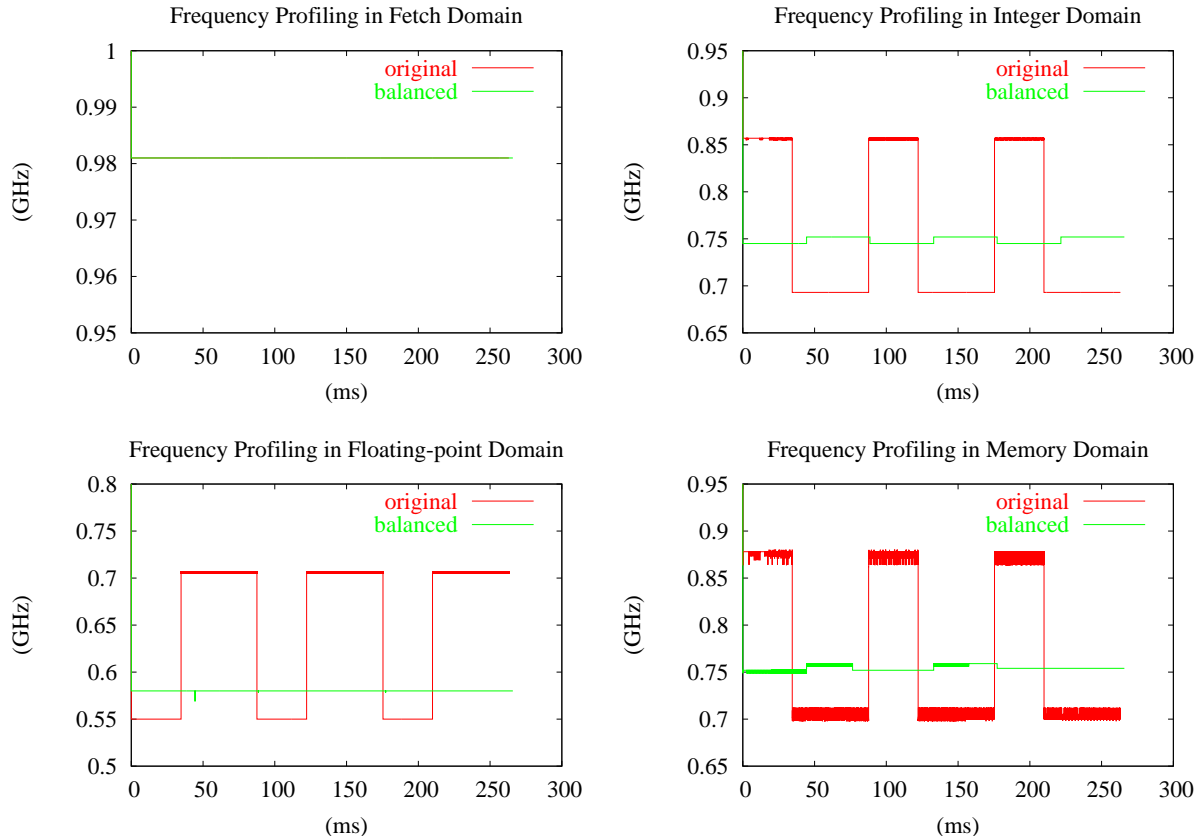 Frequency Profiling in Fetch Domain
1
0.99
0.98
0.97
0.96
0.95
(GHz)
original
balanced
0 50 100 150 200 250 300
(ms)
Frequency Profiling in Integer Domain
0.95
0.9
0.85
0.8
0.75
0.7
0.65
(GHz)
original
balanced
0 50 100 150 200 250 300
(ms)
Frequency Profiling in Floating-point Domain
0.8
0.75
0.7
0.65
0.6
0.55
0.5
(GHz)
original
balanced
0 50 100 150 200 250 300
(ms)
Frequency Profiling in Memory Domain
0.95
0.9
0.85
0.8
0.75
0.7
0.65
(GHz)
original
balanced
0 50 100 150 200 250 300
(ms)